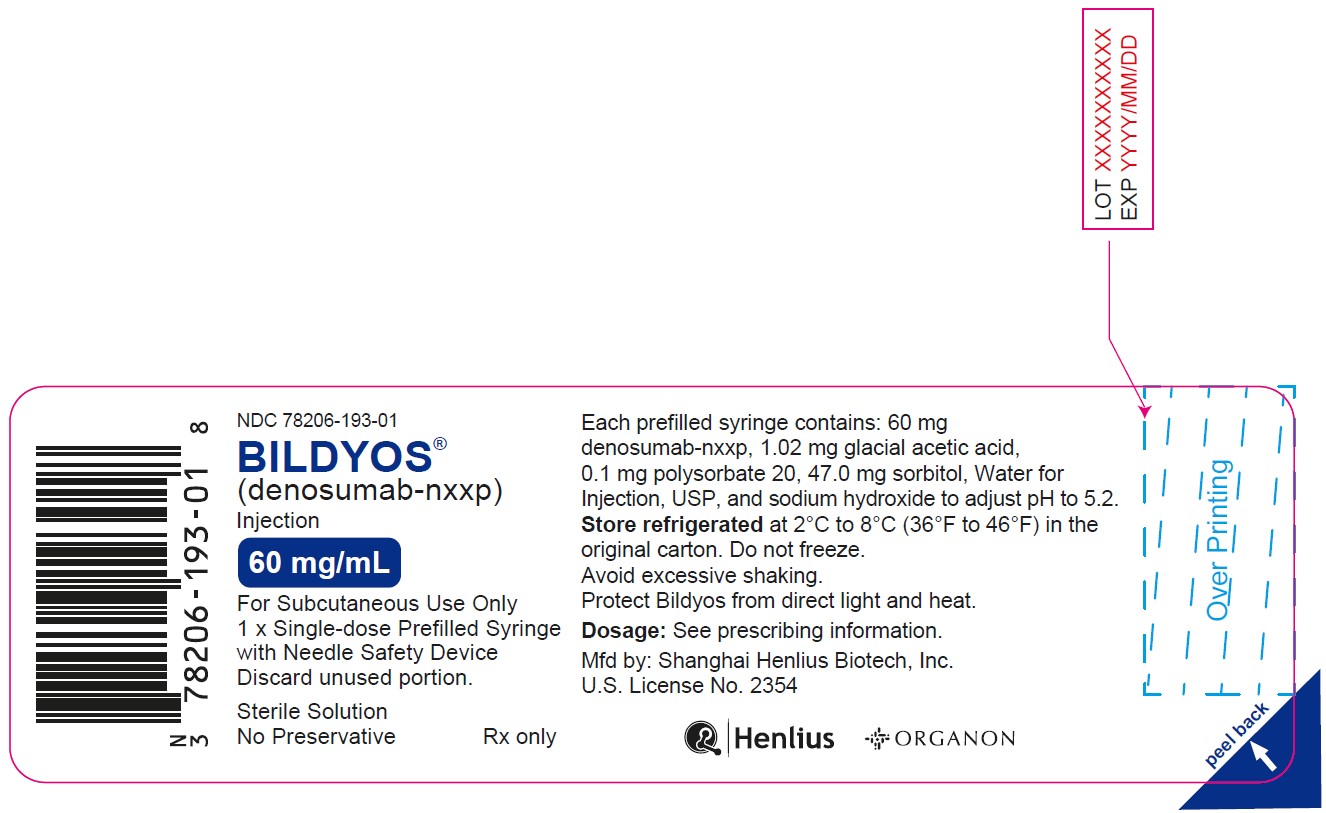 LOT XXXXXXXXXX
EXP YYYY/MM/DD
N
3 78206-193-01 8
NDC 78206-193-01
BILDYOS®
(denosumab-nxxp)
Injection
60 mg/mL
For Subcutaneous Use Only
1 x Single-dose Prefilled Syringe
with Needle Safety Device
Discard unused portion.
Sterile Solution
No Preservative
Rx only
Each prefilled syringe contains: 60 mg
denosumab-nxxp, 1.02 mg glacial acetic acid,
0.1 mg polysorbate 20, 47.0 mg sorbitol, Water for
Injection, USP, and sodium hydroxide to adjust pH to 5.2.
Store refrigerated at 2°C to 8°C (36°F to 46°F) in the
original carton. Do not freeze.
Avoid excessive shaking.
Protect Bildyos from direct light and heat.
Dosage: See prescribing information.
Mfd by: Shanghai Henlius Biotech, Inc.
U.S. License No. 2354
Henlius
ORGANON
Over Printing
peel back